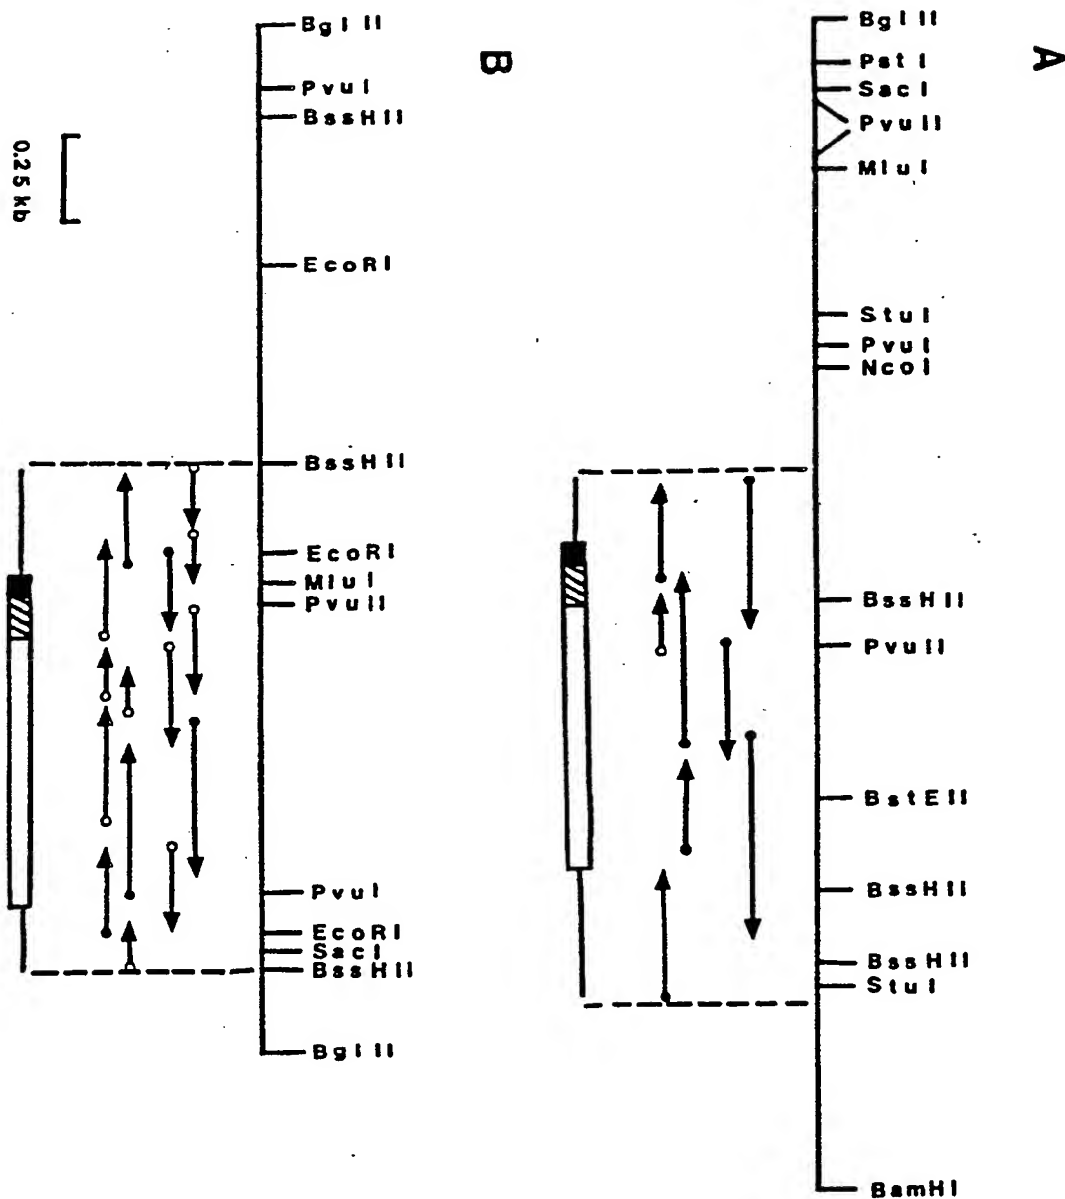 A
Bgl II
Pst I
Sac I
Pvu II
Mlu I
Stu I
Pvu I
Nco I
BssH II
Pvu II
BstE II
BssH II
BssH II
Stu I
BamH I
B
Bgl II
Pvu I
BssH II
EcoR I
BssH II
EcoR I
Mlu I
Pvu II
Pvu I
EcoR I
Sac I
BssH II
Bgl II
0.25 kb